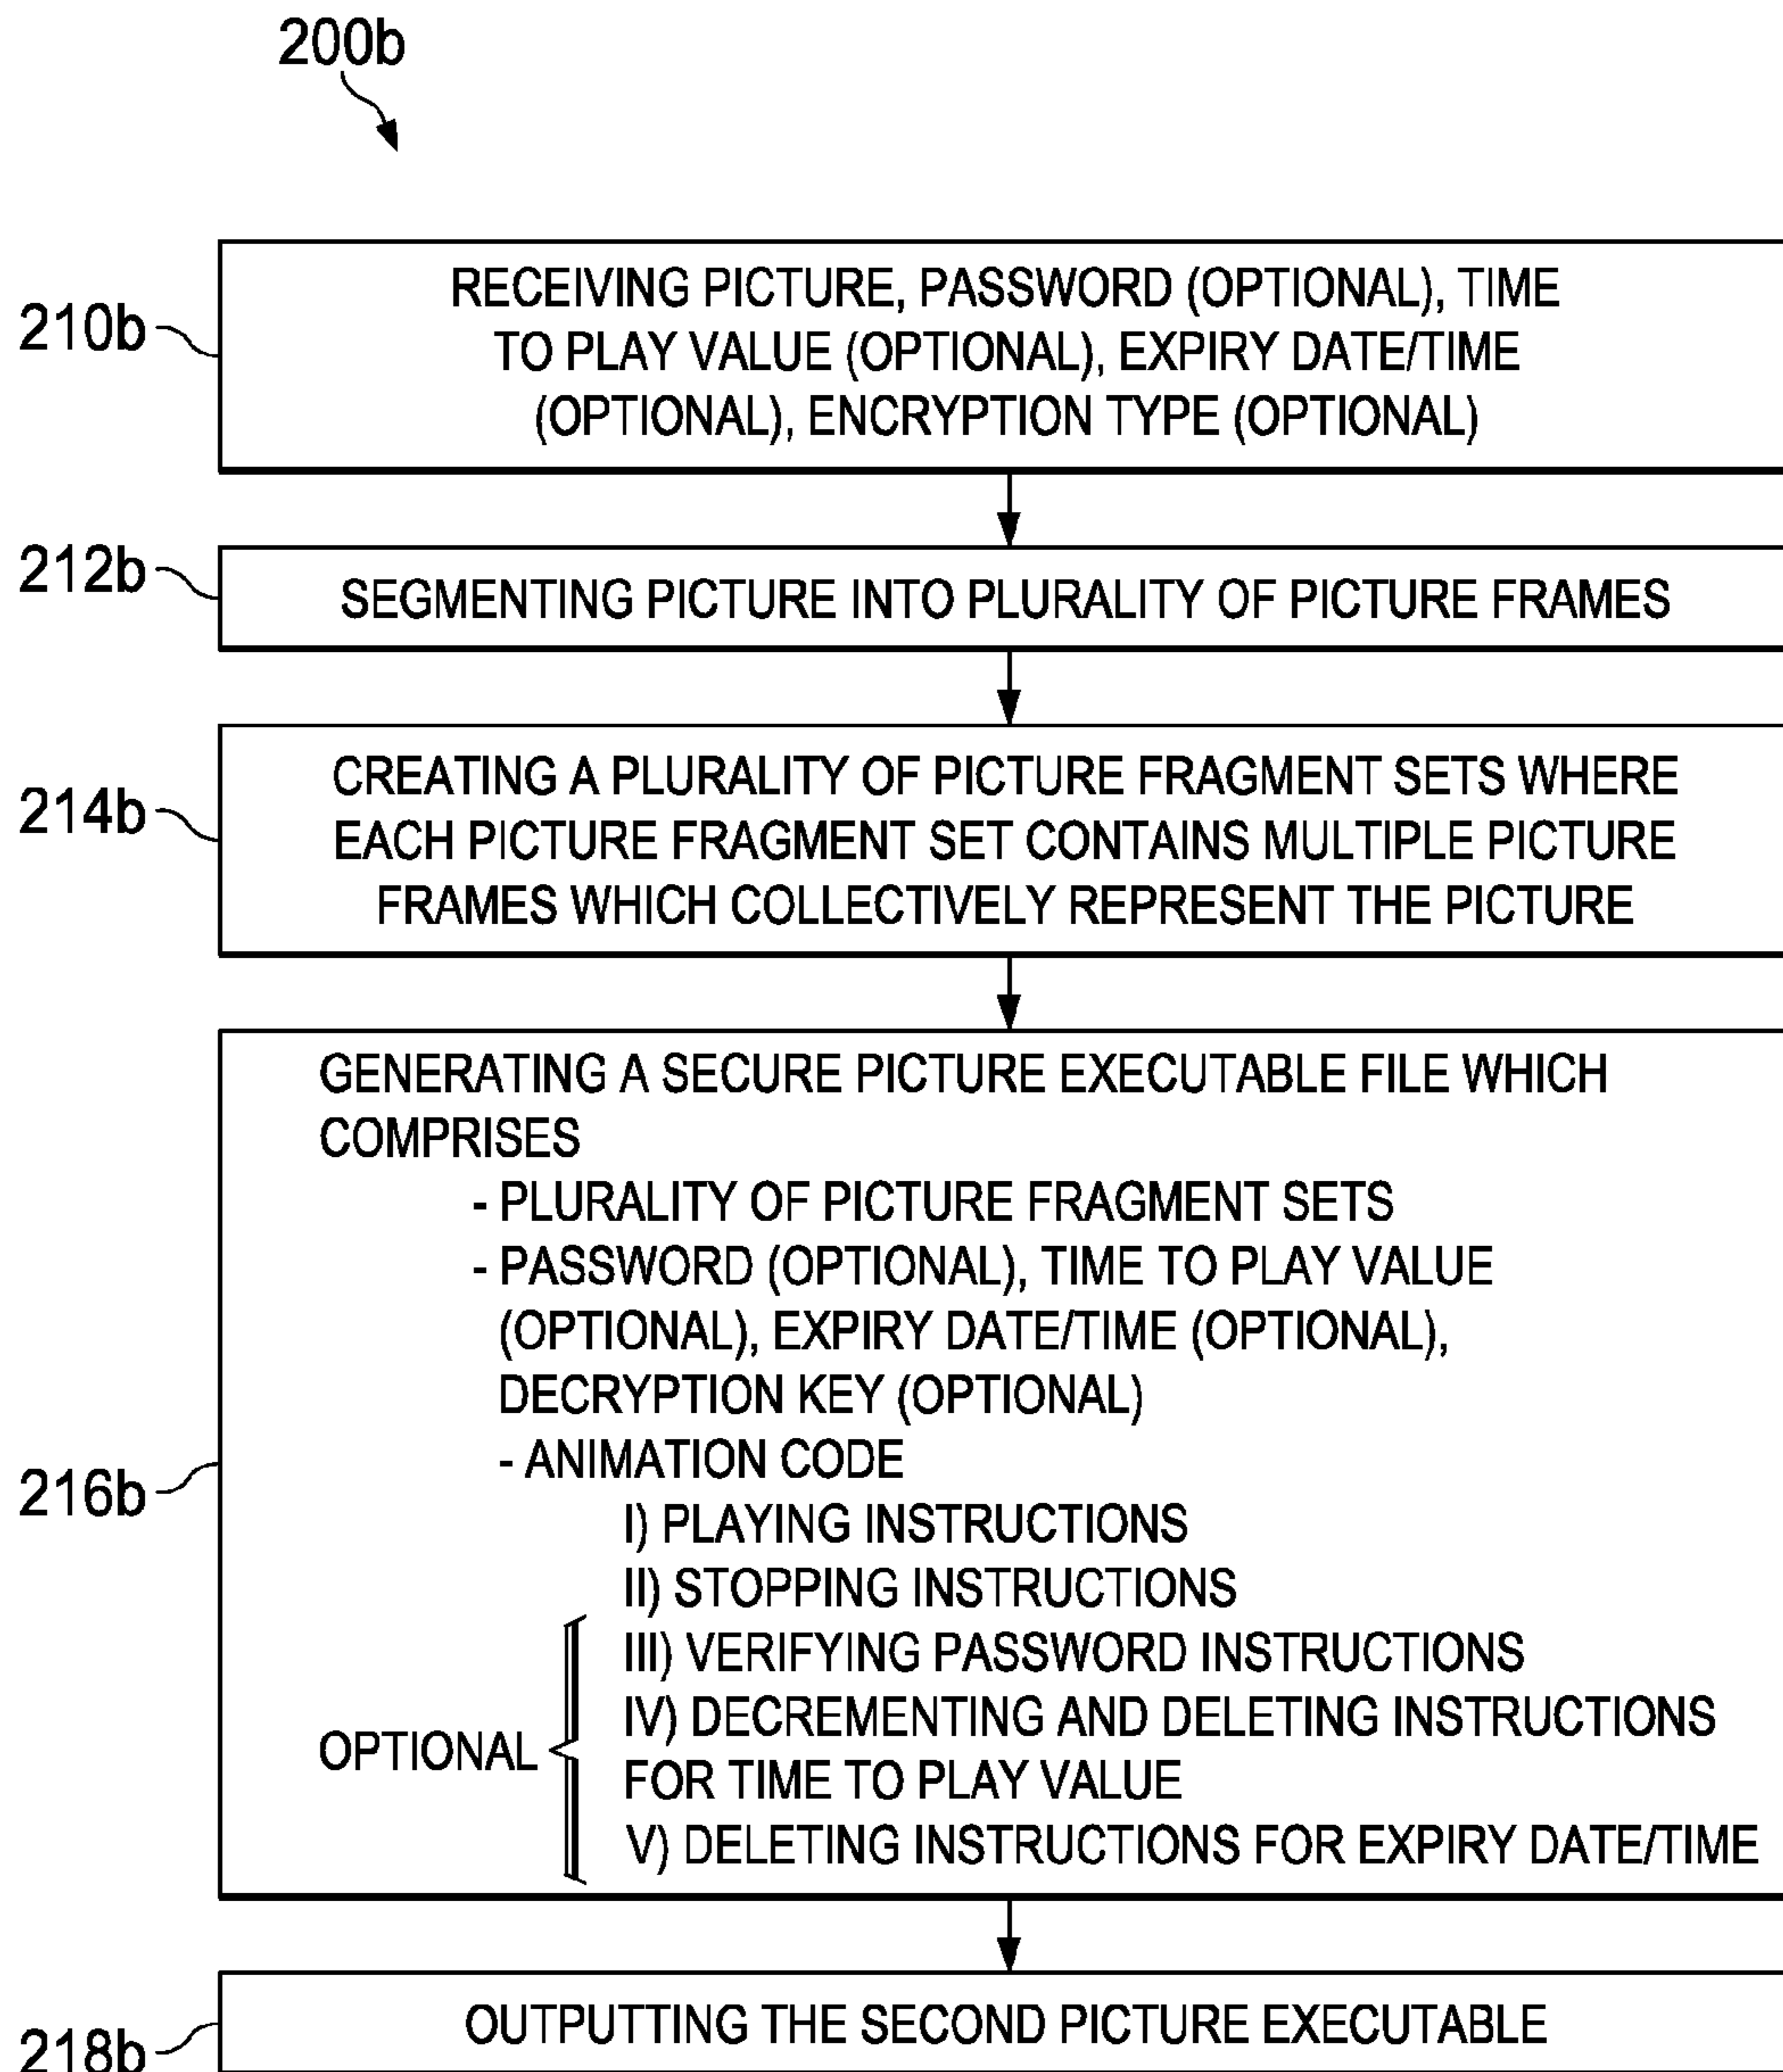 200b
210b
RECEIVING PICTURE, PASSWORD (OPTIONAL), TIME
TO PLAY VALUE (OPTIONAL), EXPIRY DATE/TIME
(OPTIONAL), ENCRYPTION TYPE (OPTIONAL)
212b
SEGMENTING PICTURE INTO PLURALITY OF PICTURE FRAMES
214b
CREATING A PLURALITY OF PICTURE FRAGMENT SETS WHERE
EACH PICTURE FRAGMENT SET CONTAINS MULTIPLE PICTURE
FRAMES WHICH COLLECTIVELY REPRESENT THE PICTURE
216b
GENERATING A SECURE PICTURE EXECUTABLE FILE WHICH
COMPRISES
- PLURALITY OF PICTURE FRAGMENT SETS
- PASSWORD (OPTIONAL), TIME TO PLAY VALUE
(OPTIONAL), EXPIRY DATE/TIME (OPTIONAL),
DECRYPTION KEY (OPTIONAL)
- ANIMATION CODE
I) PLAYING INSTRUCTIONS
II) STOPPING INSTRUCTIONS
OPTIONAL
III) VERIFYING PASSWORD INSTRUCTIONS
IV) DECREMENTING AND DELETING INSTRUCTIONS
FOR TIME TO PLAY VALUE
V) DELETING INSTRUCTIONS FOR EXPIRY DATE/TIME
218b
OUTPUTTING THE SECOND PICTURE EXECUTABLE